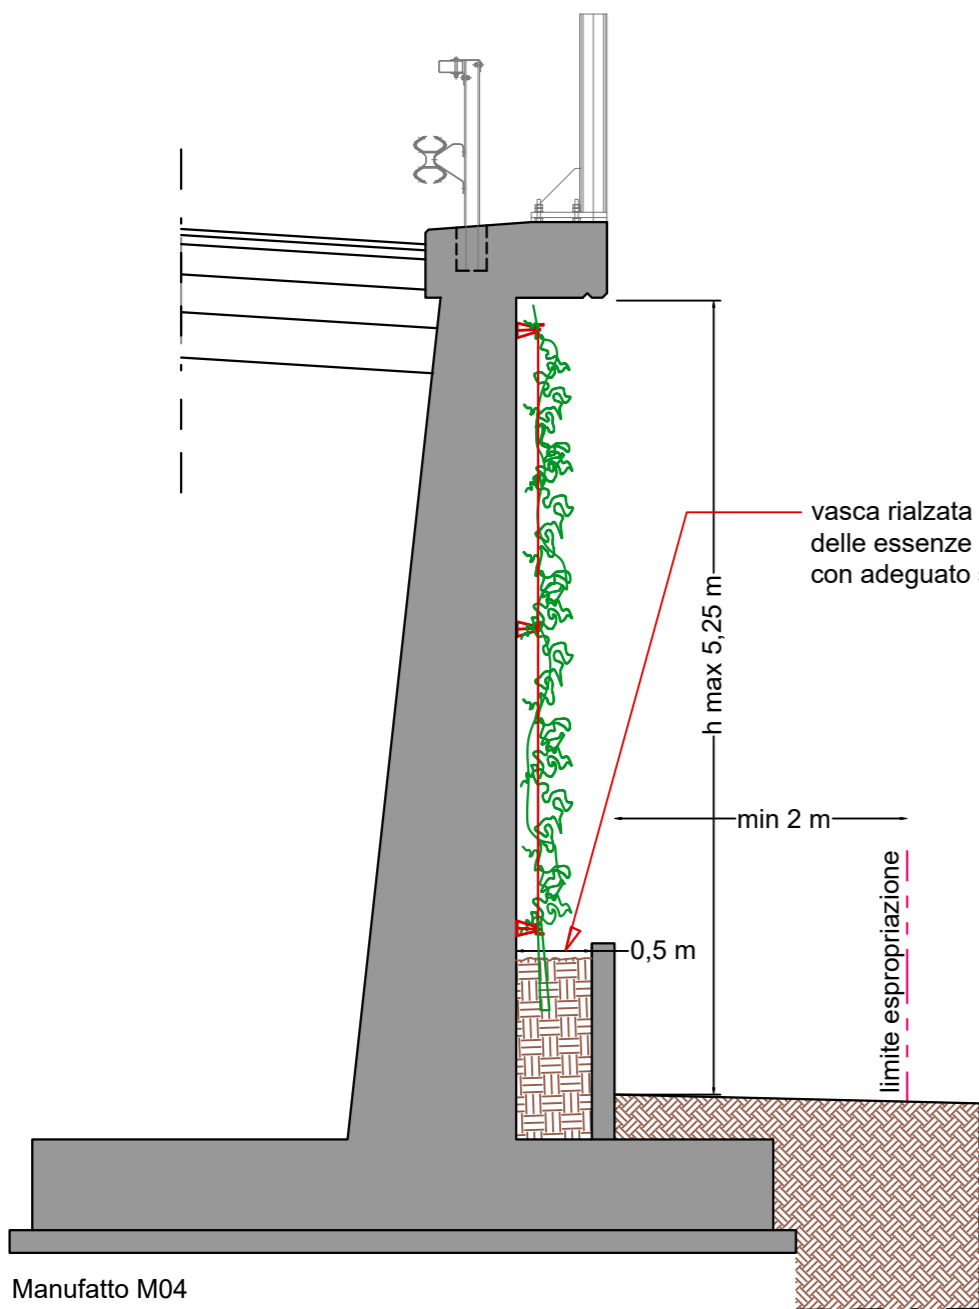 vasca rialzata
delle essenze
con adeguato
h max 5,25 m
min 2 m
limite espropriazione
0,5 m
Manufatto M04